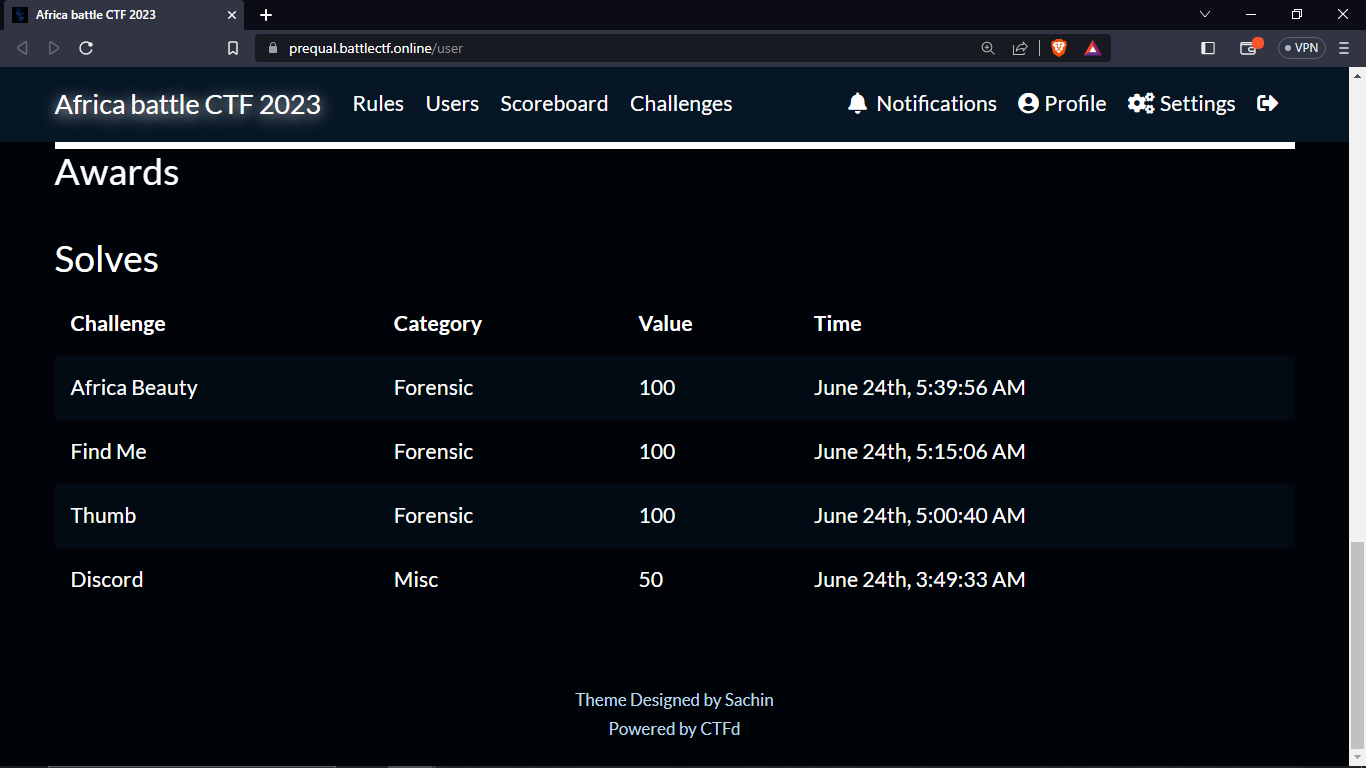 Africa battle CTF 2023
prequal.battlectf.online/user
VPN
Africa battle CTF 2023 Rules Users Scoreboard Challenges Notifications Profile Settings
Awards
Solves
Challenge Category Value Time
Africa Beauty Forensic 100 June 24th, 5:39:56 AM
Find Me Forensic 100 June 24th, 5:15:06 AM
Thumb Forensic 100 June 24th, 5:00:40 AM
Discord Misc 50 June 24th, 3:49:33 AM
Theme Designed by Sachin
Powered by CTFd